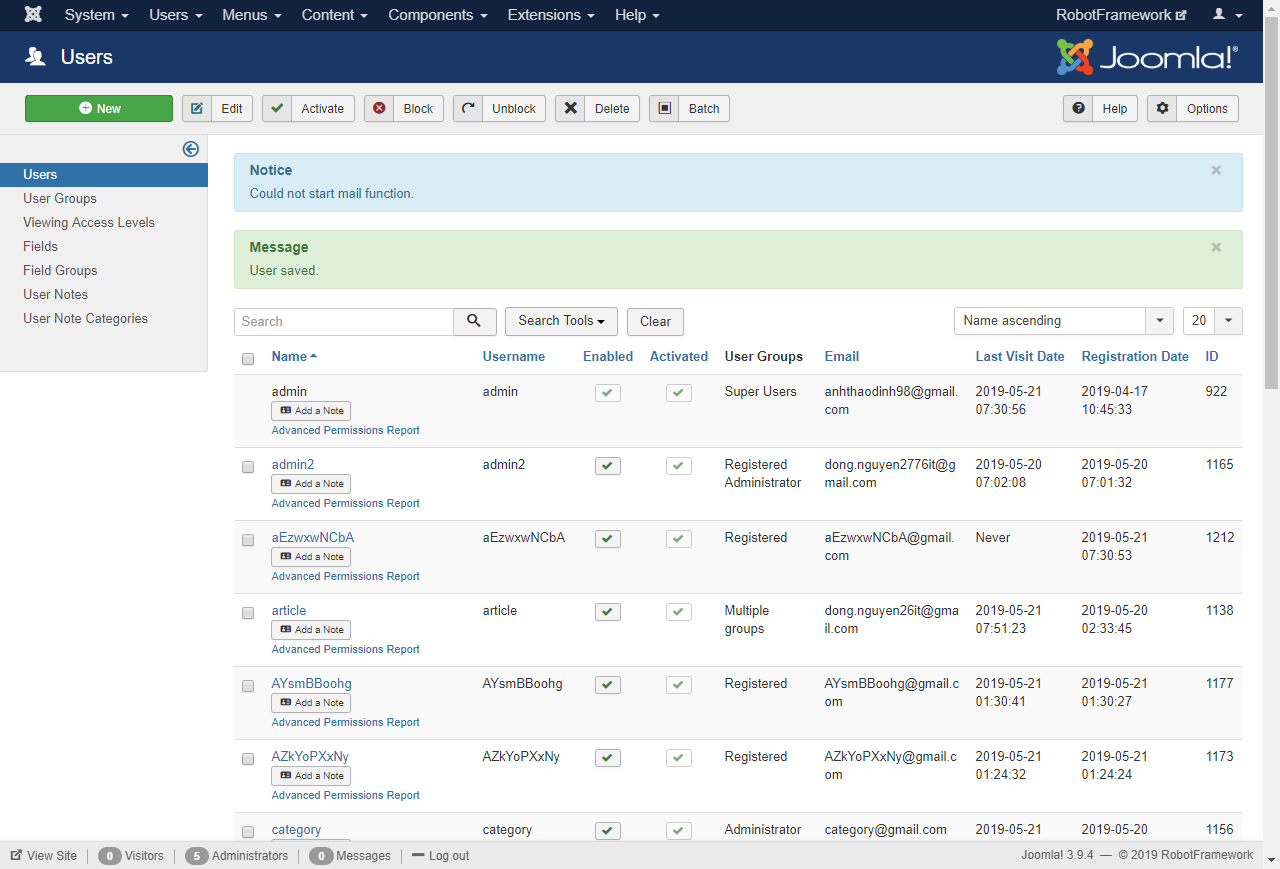 System Users Menus Content Components Extensions Help RobotFramework
Users Joomla!®
New Edit Activate Block Unblock Delete Batch Help Options
Users
User Groups
Viewing Access Levels
Fields
Field Groups
User Notes
User Note Categories
Notice ×
Could not start mail function.
Message ×
User saved.
Search Search Tools Clear Name ascending 20
Name Username Enabled Activated User Groups Email Last Visit Date Registration Date ID
admin admin Super Users anhthaodinh98@gmail. 2019-05-21 2019-04-17 922
com 07:30:56 10:45:33
Add a Note
Advanced Permissions Report
admin2 admin2 Registered dong.nguyen2776it@g 2019-05-20 2019-05-20 1165
Administrator mail.com 07:02:08 07:01:32
Add a Note
Advanced Permissions Report
aEzwxwNCbA aEzwxwNCbA Registered aEzwxwNCbA@gmail. Never 2019-05-21 1212
com 07:30:53
Add a Note
Advanced Permissions Report
article article Multiple dong.nguyen26it@gma 2019-05-21 2019-05-20 1138
groups il.com 07:51:23 02:33:45
Add a Note
Advanced Permissions Report
AYsmBBoohg AYsmBBoohg Registered AYsmBBoohg@gmail.c 2019-05-21 2019-05-21 1177
om 01:30:41 01:30:27
Add a Note
Advanced Permissions Report
AZkYoPXxNy AZkYoPXxNy Registered AZkYoPXxNy@gmail.c 2019-05-21 2019-05-21 1173
om 01:24:32 01:24:24
Add a Note
Advanced Permissions Report
category category Administrator category@gmail.com 2019-05-21 2019-05-20 1156
View Site 0 Visitors 5 Administrators 0 Messages Log out Joomla! 3.9.4 — © 2019 RobotFramework